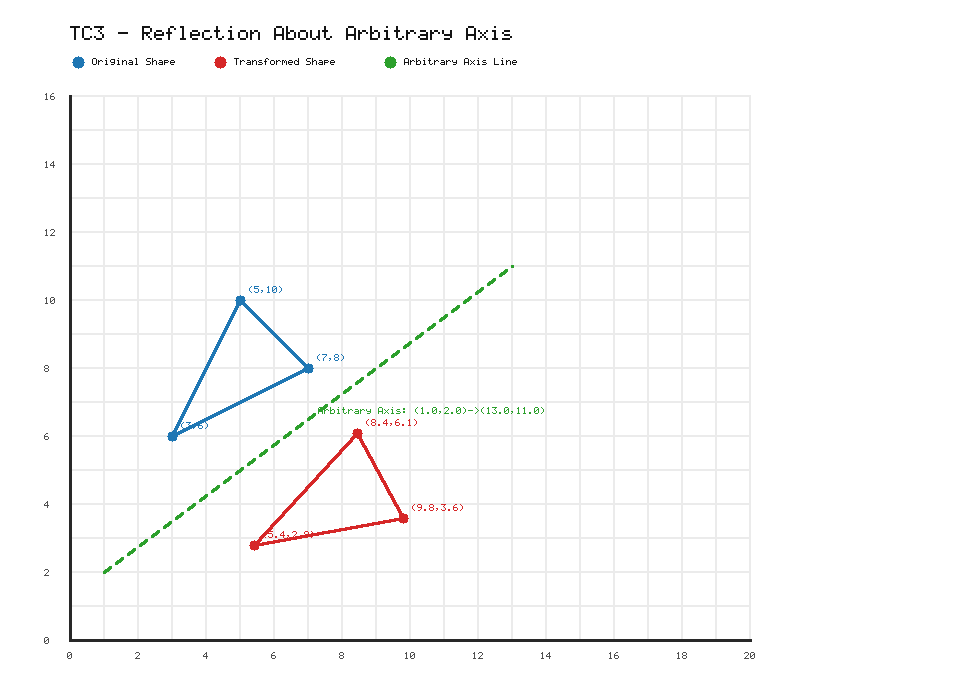 TC3 - Reflection About Arbitrary Axis
Original Shape
Transformed Shape
Arbitrary Axis Line
16
14
12
10
8
6
4
2
0
(5,10)
(7,8)
(3,6)
Arbitrary Axis: (1.0,2.0)->(13.0,11.0)
(8.4,6.1)
(9.8,3.6)
(5.4,2.8)
0 2 4 6 8 10 12 14 16 18 20